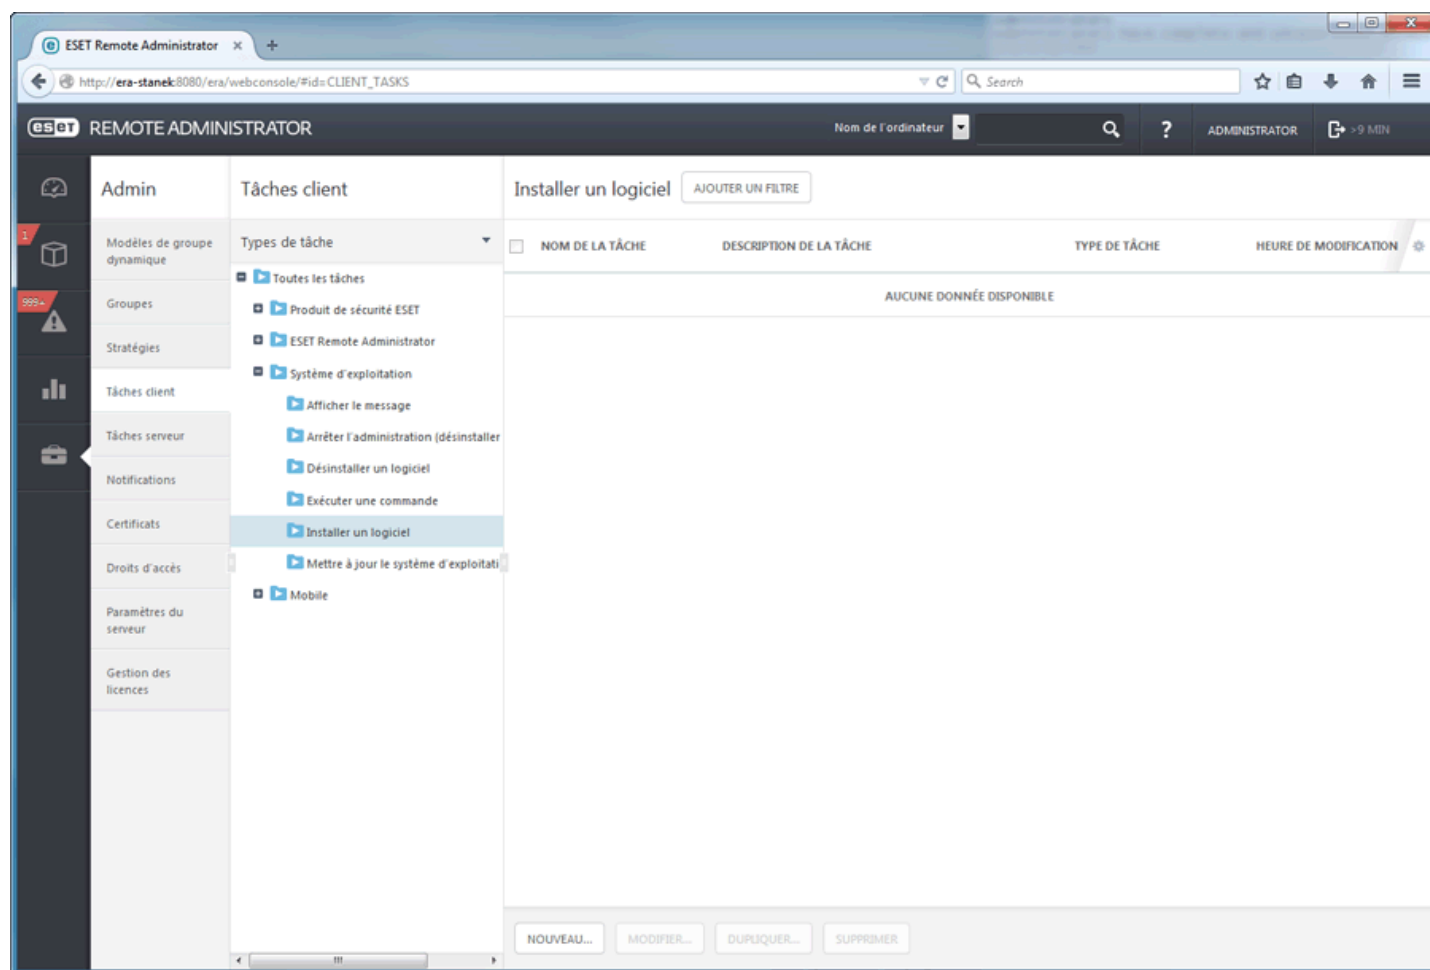 ESET Remote Administrator
http://era-stanek:8080/era/webconsole/#id=CLIENT_TASKS
Search
eset REMOTE ADMINISTRATOR
Nom de l'ordinateur
?
ADMINISTRATOR
>9 MIN
Admin
Tâches client
Installer un logiciel
AJOUTER UN FILTRE
1
999+
Modèles de groupe
dynamique
Groupes
Stratégies
Tâches client
Tâches serveur
Notifications
Certificats
Droits d'accès
Paramètres du
serveur
Gestion des
licences
Types de tâche
Toutes les tâches
Produit de sécurité ESET
ESET Remote Administrator
Système d'exploitation
Afficher le message
Arrêter l'administration (désinstaller
Désinstaller un logiciel
Exécuter une commande
Installer un logiciel
Mettre à jour le système d'exploitati
Mobile
NOM DE LA TÂCHE
DESCRIPTION DE LA TÂCHE
TYPE DE TÂCHE
HEURE DE MODIFICATION
AUCUNE DONNÉE DISPONIBLE
NOUVEAU...
MODIFIER...
DUPLIQUER...
SUPPRIMER